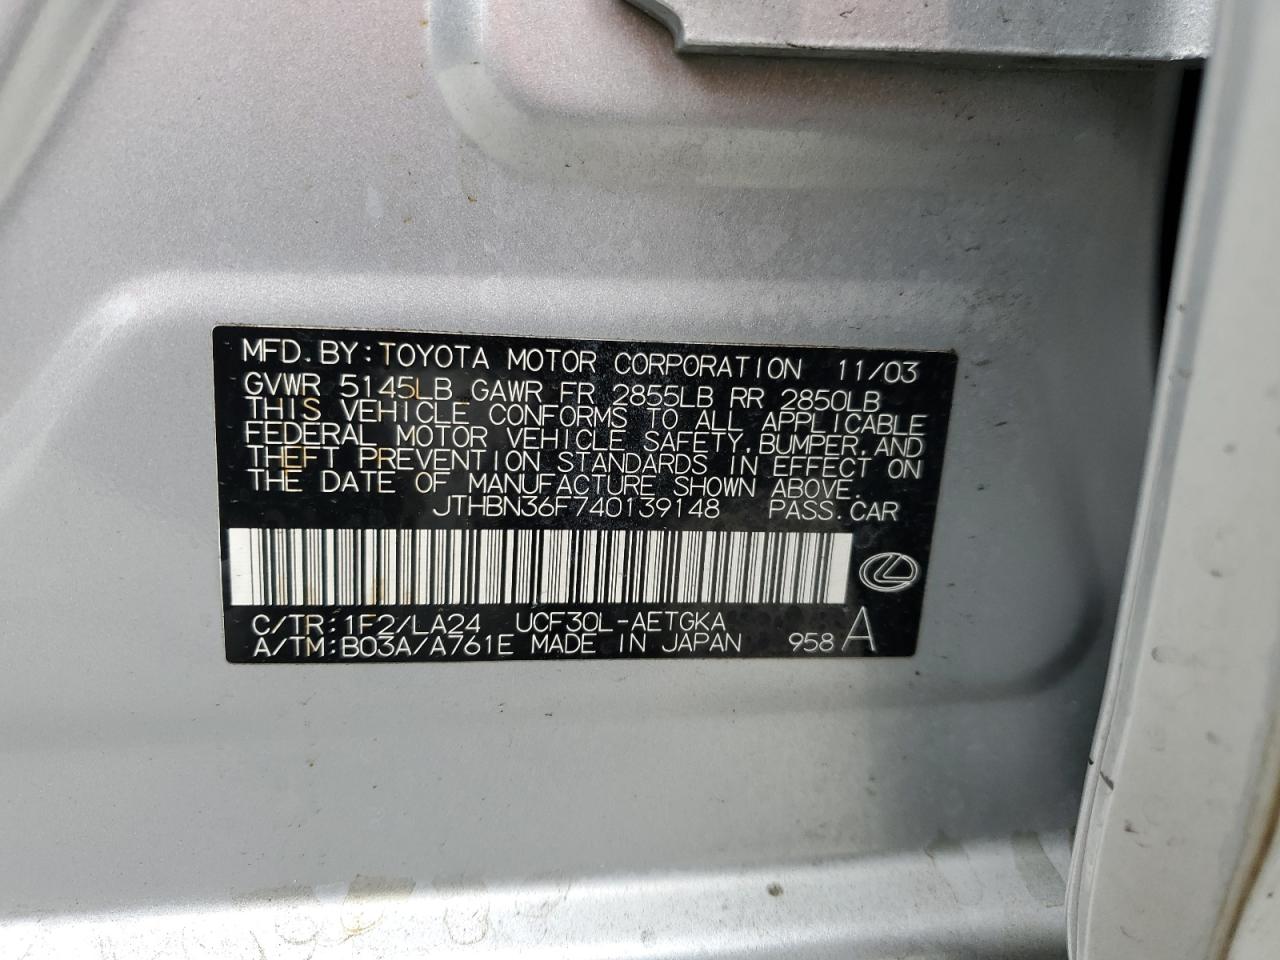 MFD. BY: TOYOTA MOTOR CORPORATION 11/03
GVWR 5145LB GAWR FR 2855LB RR 2850LB
THIS VEHICLE CONFORMS TO ALL APPLICABLE
FEDERAL MOTOR VEHICLE SAFETY, BUMPER, AND
THEFT PREVENTION STANDARDS IN EFFECT ON
THE DATE OF MANUFACTURE SHOWN ABOVE.
JTHBN36F740139148 PASS. CAR
C/TR: 1F2/LA24 UCF30L-AETGKA
A/TM: B03A/A761E MADE IN JAPAN 958 A